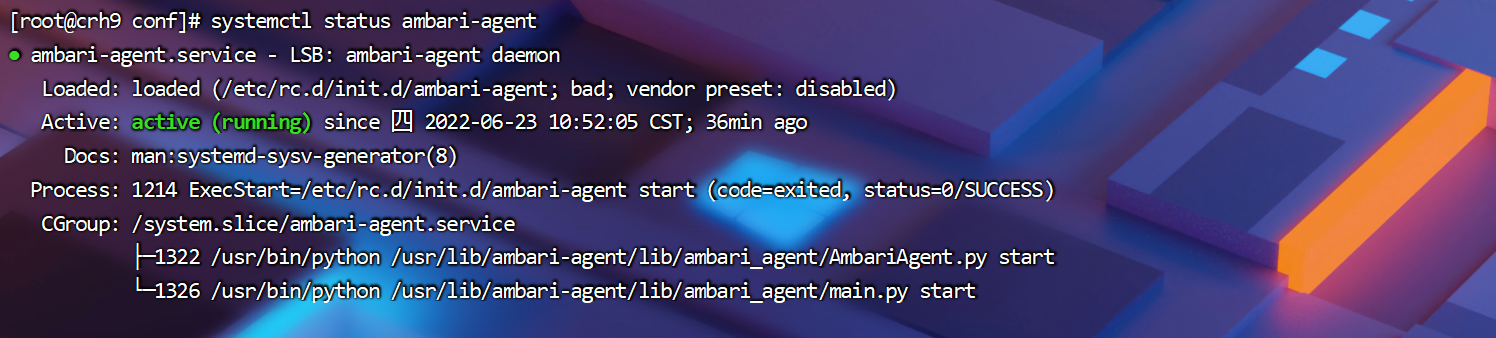 [root@crh9 conf]# systemctl status ambari-agent
● ambari-agent.service - LSB: ambari-agent daemon
Loaded: loaded (/etc/rc.d/init.d/ambari-agent; bad; vendor preset: disabled)
Active: active (running) since 四 2022-06-23 10:52:05 CST; 36min ago
Docs: man:systemd-sysv-generator(8)
Process: 1214 ExecStart=/etc/rc.d/init.d/ambari-agent start (code=exited, status=0/SUCCESS)
CGroup: /system.slice/ambari-agent.service
├─1322 /usr/bin/python /usr/lib/ambari-agent/lib/ambari_agent/AmbariAgent.py start
└─1326 /usr/bin/python /usr/lib/ambari-agent/lib/ambari_agent/main.py start